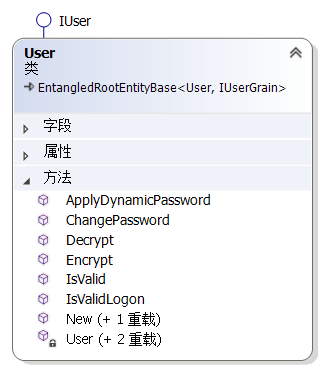 IUser
User
类
EntangledRootEntityBase<User, IUserGrain>
字段
属性
方法
ApplyDynamicPassword
ChangePassword
Decrypt
Encrypt
IsValid
IsValidLogon
New (+ 1 重载)
User (+ 2 重载)